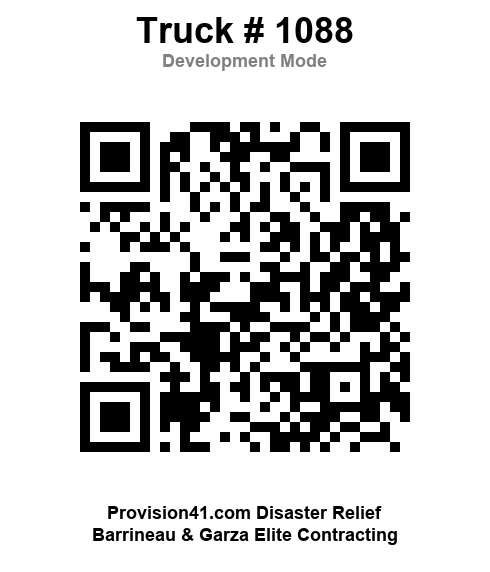 Truck # 1088
Development Mode
Provision41.com Disaster Relief
Barrineau & Garza Elite Contracting